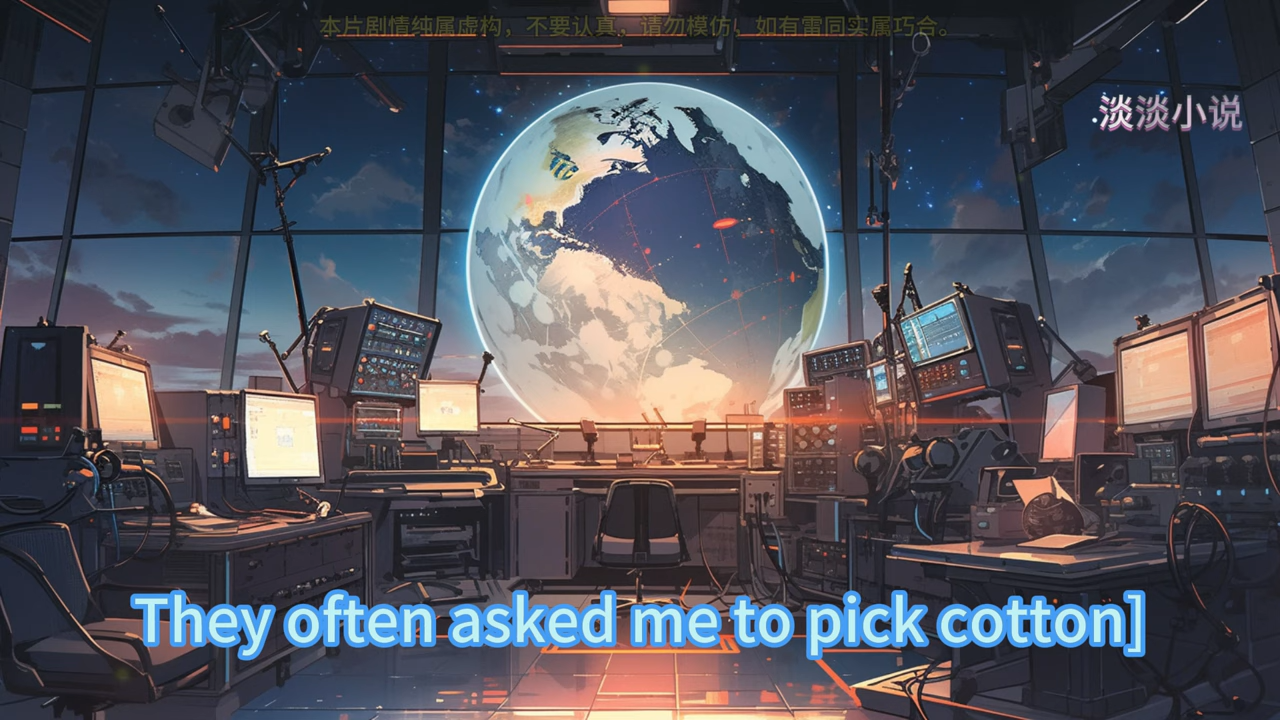 本片剧情纯属虚构，不要认真，请勿模仿，如有雷同实属巧合。
.淡淡小说
They often asked me to pick cotton]